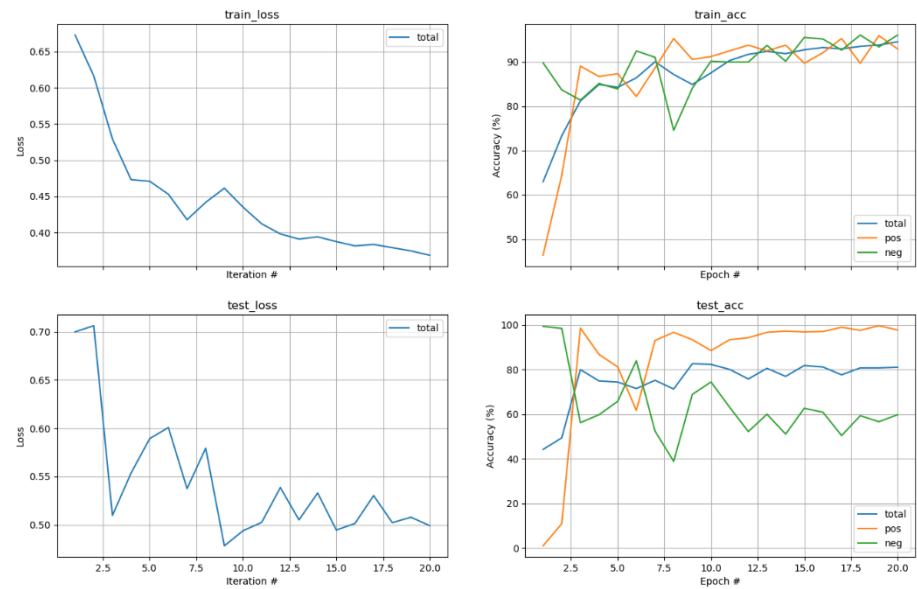 train_loss
0.65
0.60
0.55
0.50
0.45
0.40
Loss
Iteration #
total
train_acc
90
80
70
60
50
Accuracy (%)
Epoch #
total
pos
neg
test_loss
0.70
0.65
0.60
0.55
0.50
Loss
2.5 5.0 7.5 10.0 12.5 15.0 17.5 20.0
Iteration #
total
test_acc
100
80
60
40
20
0
Accuracy (%)
2.5 5.0 7.5 10.0 12.5 15.0 17.5 20.0
Epoch #
total
pos
neg